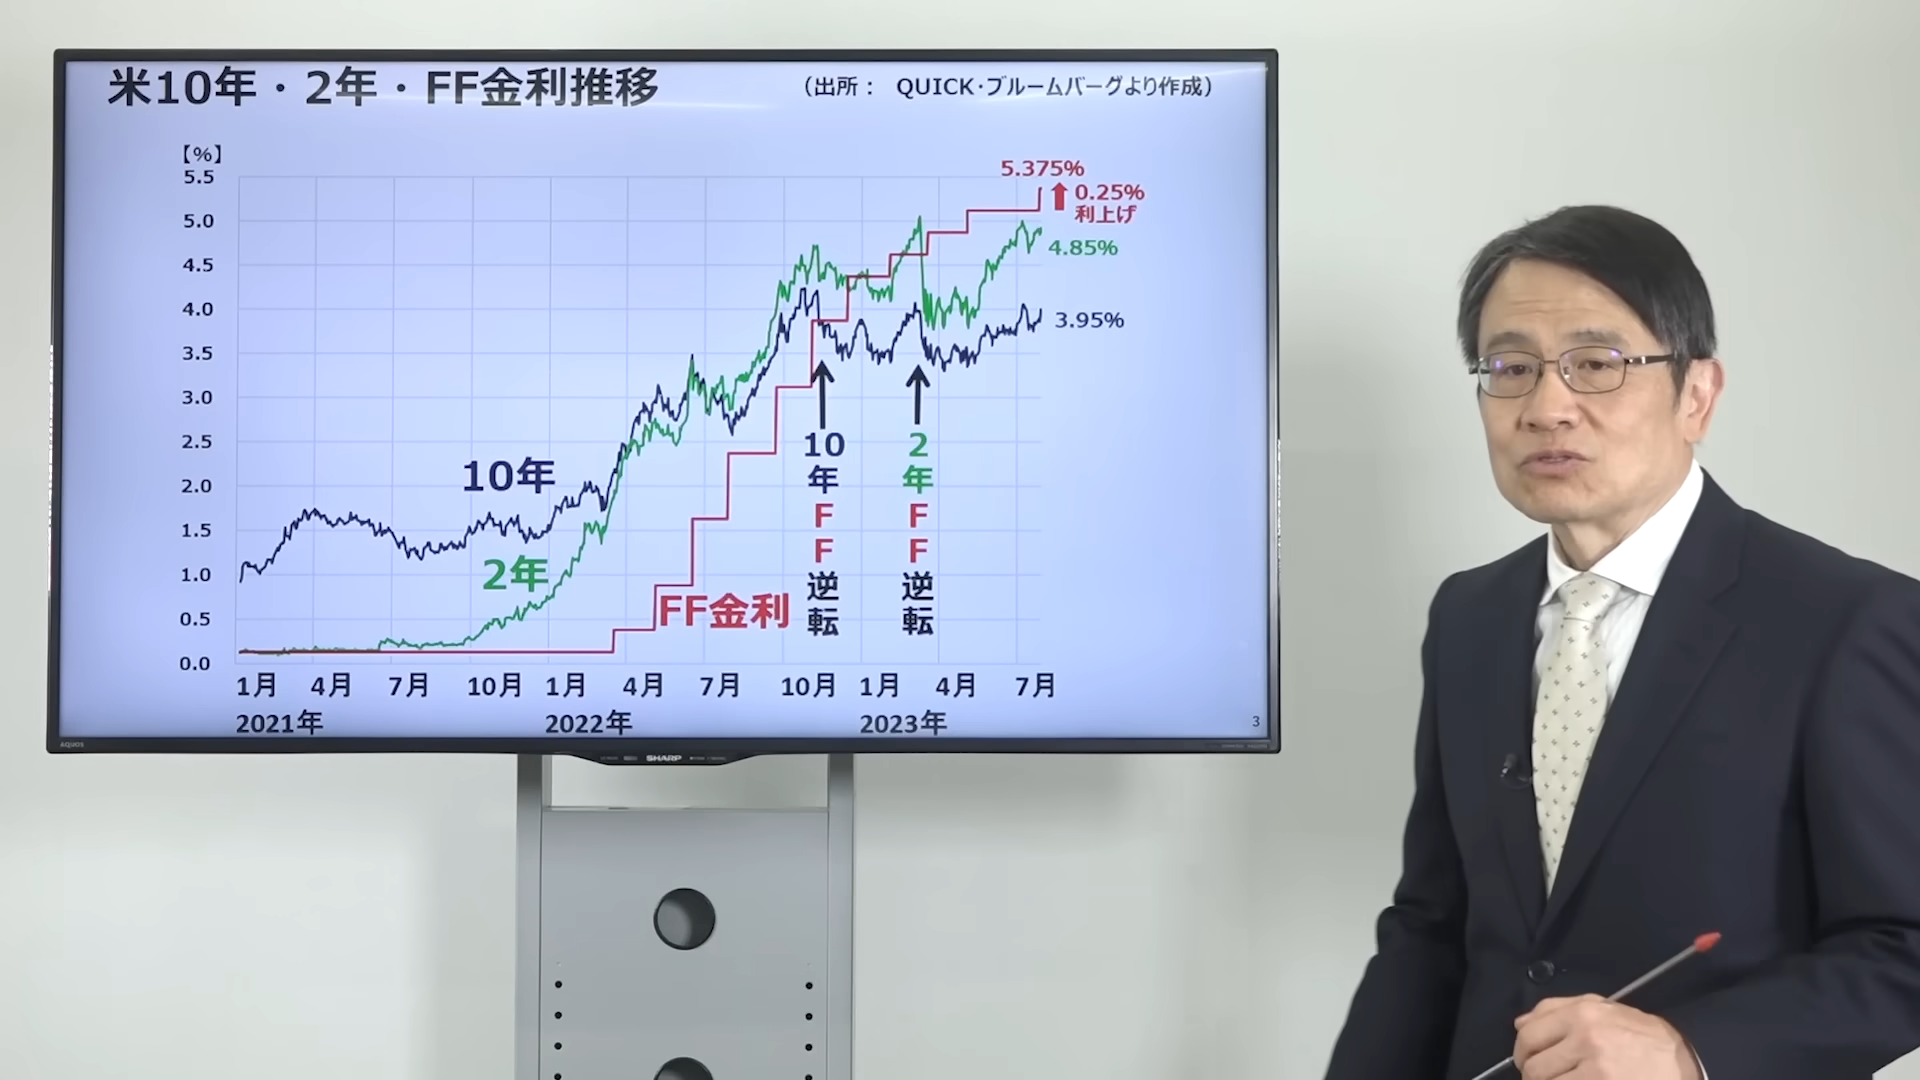 米10年・2年・FF金利推移
（出所： QUICK・ブルームバーグより作成）
【%】
5.5
5.0
4.5
4.0
3.5
3.0
2.5
2.0
1.5
1.0
0.5
0.0
5.375%
0.25%
利上げ
4.85%
3.95%
10年
2年
FF金利
10年FF逆転
2年FF逆転
1月 4月 7月 10月 1月 4月 7月 10月 1月 4月 7月
2021年 2022年 2023年
3
AQUOS
SHARP